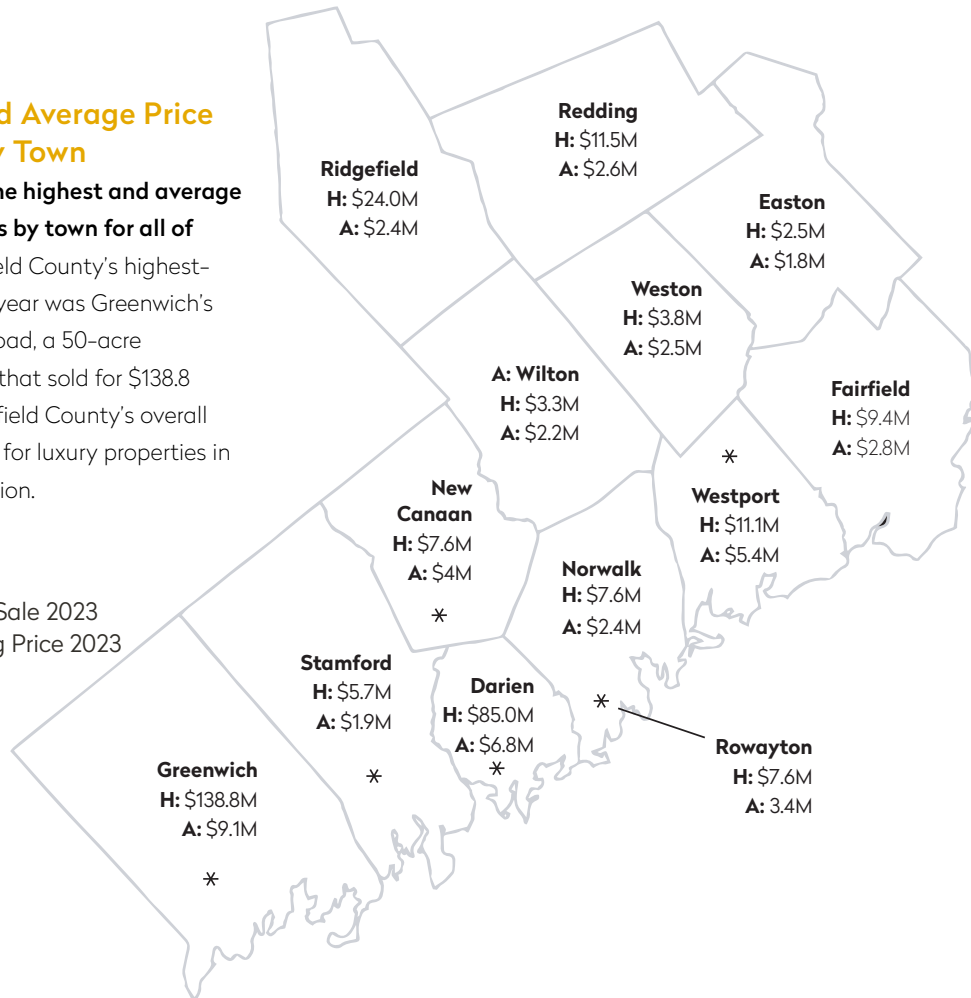 d Average Price
y Town
he highest and average
s by town for all of
eld County's highest-
year was Greenwich's
oad, a 50-acre
that sold for $138.8
field County's overall
for luxury properties in
ion.
Sale 2023
g Price 2023
Ridgefield
H: $24.0M
A: $2.4M
Redding
H: $11.5M
A: $2.6M
Easton
H: $2.5M
A: $1.8M
Weston
H: $3.8M
A: $2.5M
A: Wilton
H: $3.3M
A: $2.2M
Fairfield
H: $9.4M
A: $2.8M
New
Canaan
H: $7.6M
A: $4M
Westport
H: $11.1M
A: $5.4M
Norwalk
H: $7.6M
A: $2.4M
Stamford
H: $5.7M
A: $1.9M
Darien
H: $85.0M
A: $6.8M
Rowayton
H: $7.6M
A: 3.4M
Greenwich
H: $138.8M
A: $9.1M